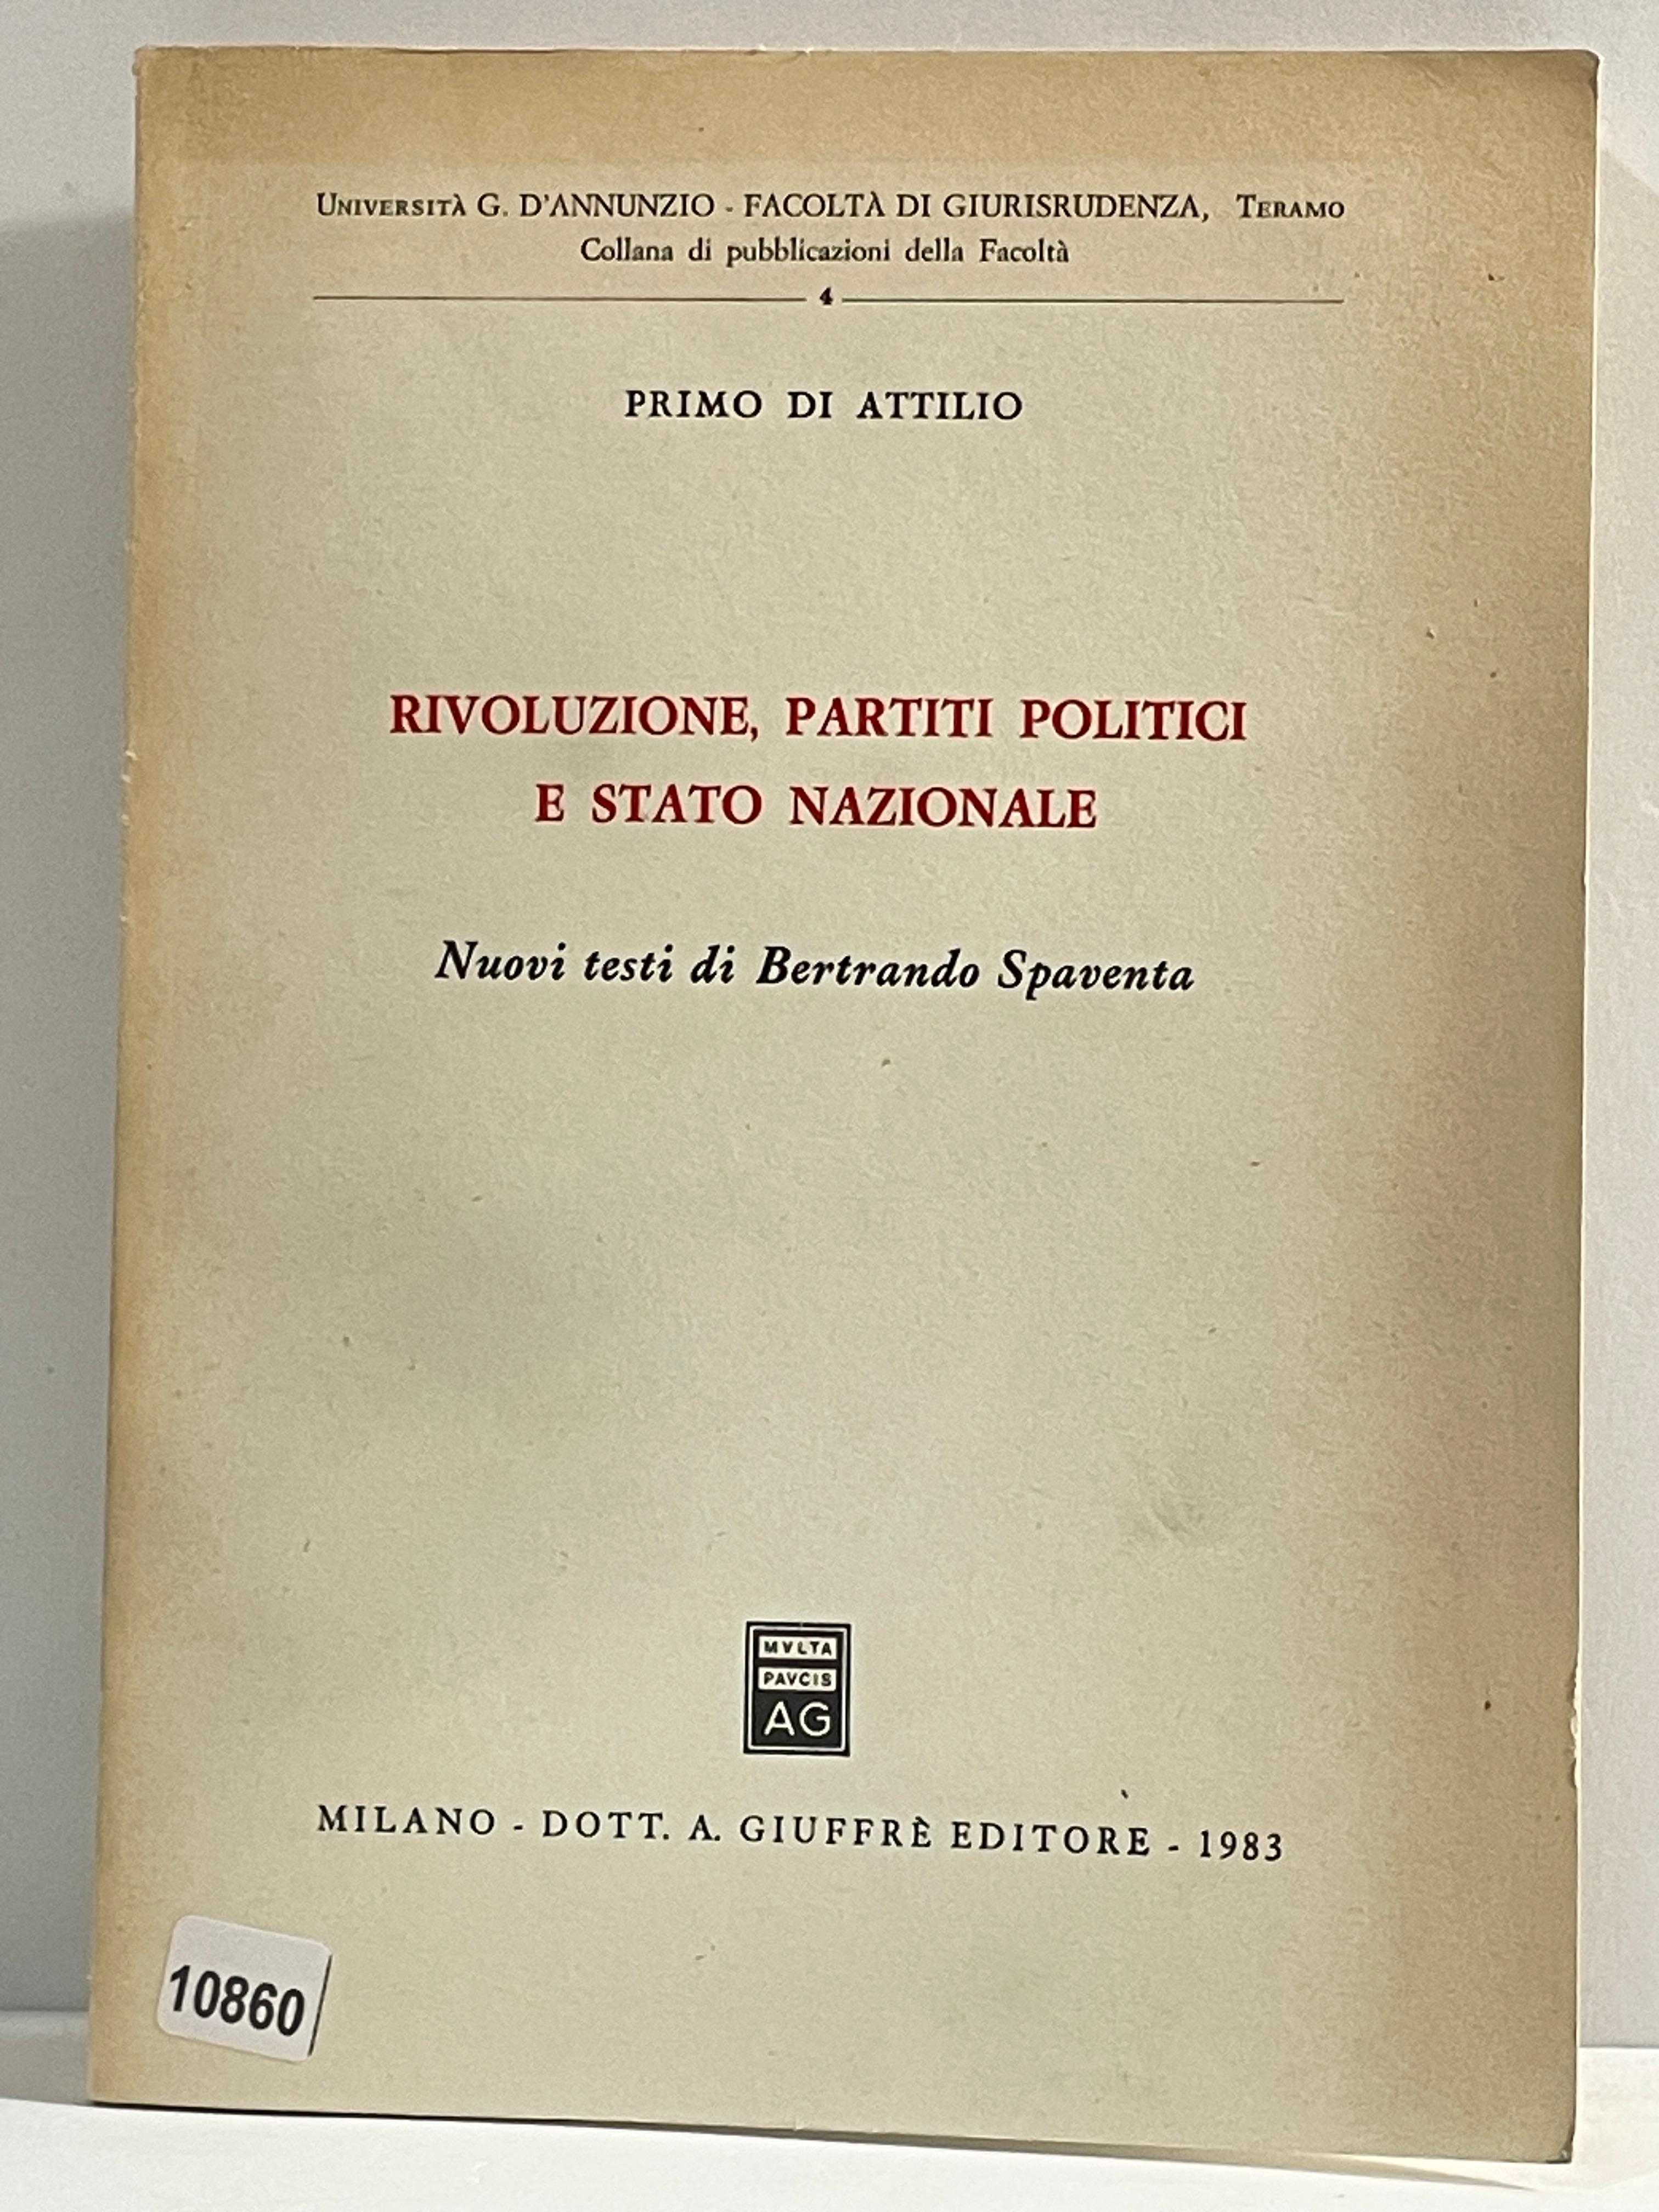 Università G. D'ANNUNZIO - FACOLTÀ DI GIURISRUDENZA, Teramo
Collana di pubblicazioni della Facoltà
4
PRIMO DI ATTILIO
RIVOLUZIONE, PARTITI POLITICI
E STATO NAZIONALE
Nuovi testi di Bertrando Spaventa
MVLTA
PAVCIS
AG
MILANO - DOTT. A. GIUFFRÈ EDITORE - 1983
10860